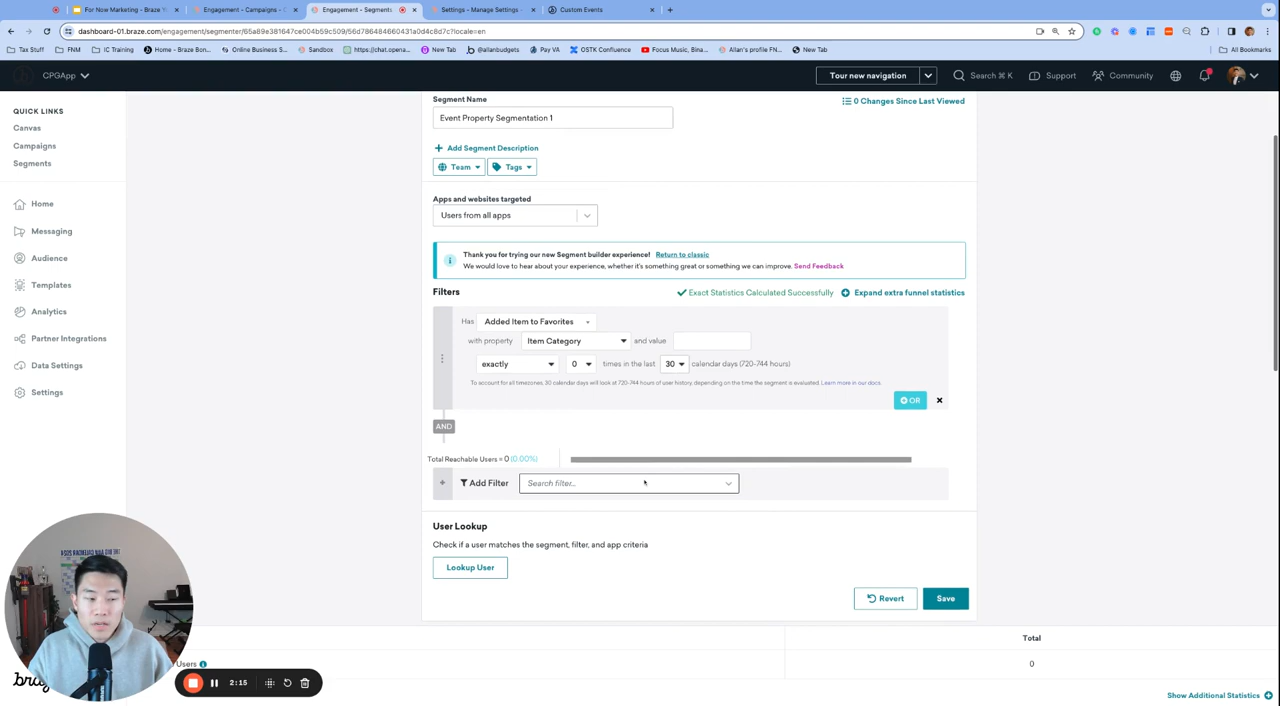 For Now Marketing - Braze Yo
Engagement - Campaigns - C
Engagement - Segments
Settings - Manage Settings -
Custom Events
dashboard-01.braze.com/engagement/segmenter/65a89e381647ce004b59c509/56d786484660431a0d4c8d7c?locale=en
Tax Stuff
FNM
IC Training
Home - Braze Bon...
Online Business S...
Sandbox
https://chat.opena...
New Tab
@allanbudgets
Pay VA
OSTK Confluence
Focus Music, Bina...
Allan's profile FN...
New Tab
All Bookmarks
CPGApp
Tour new navigation
Search ⌘ K
Support
Community
QUICK LINKS
Canvas
Campaigns
Segments
Home
Messaging
Audience
Templates
Analytics
Partner Integrations
Data Settings
Settings
Segment Name
0 Changes Since Last Viewed
Event Property Segmentation 1
Add Segment Description
Team
Tags
Apps and websites targeted
Users from all apps
Thank you for trying our new Segment builder experience! Return to classic
We would love to hear about your experience, whether it's something great or something we can improve. Send Feedback
Filters
Exact Statistics Calculated Successfully
Expand extra funnel statistics
Has Added Item to Favorites
with property Item Category and value
exactly 0 times in the last 30 calendar days (720-744 hours)
To account for all timezones, 30 calendar days will look at 720-744 hours of user history, depending on the time the segment is evaluated. Learn more in our docs.
OR
AND
Total Reachable Users = 0 (0.00%)
Add Filter
Search filter...
User Lookup
Check if a user matches the segment, filter, and app criteria
Lookup User
Revert
Save
Total
Users
0
2:15
Show Additional Statistics